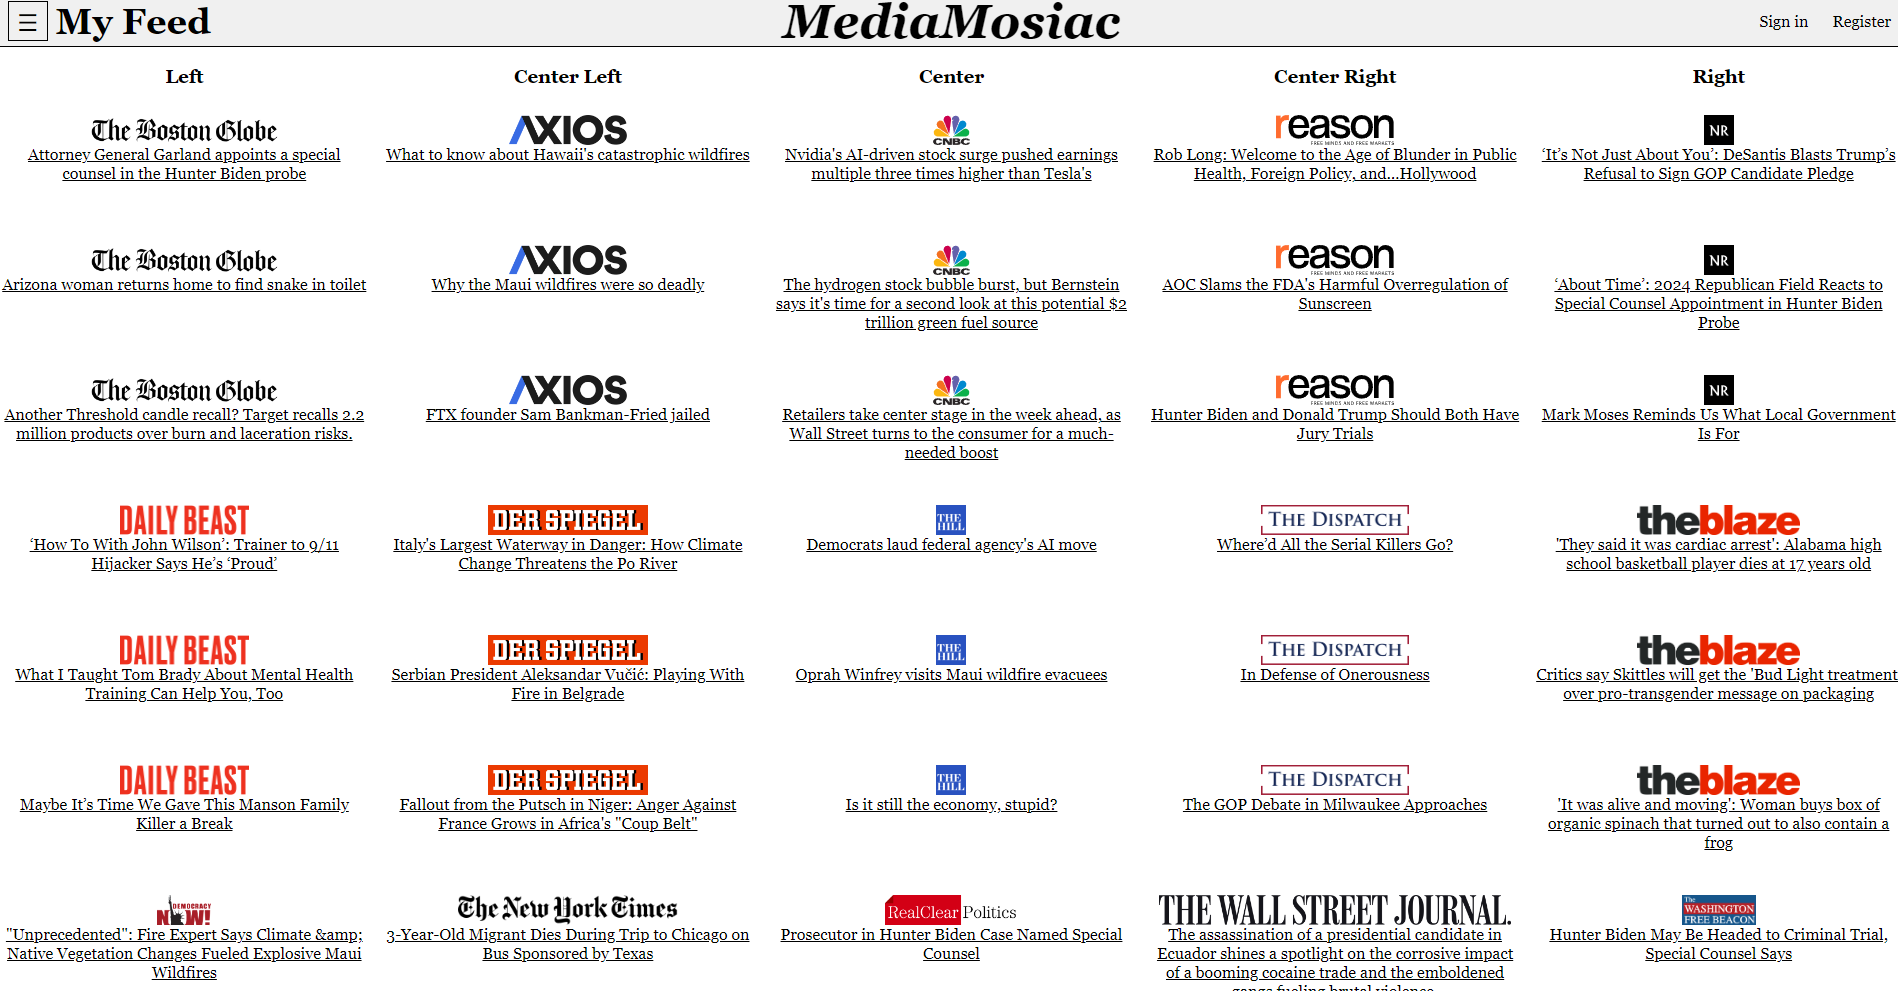 ☰ My Feed
MediaMosiac
Sign in Register
Left
The Boston Globe
Attorney General Garland appoints a special
counsel in the Hunter Biden probe
The Boston Globe
Arizona woman returns home to find snake in toilet
The Boston Globe
Another Threshold candle recall? Target recalls 2.2
million products over burn and laceration risks.
DAILY BEAST
‘How To With John Wilson’: Trainer to 9/11
Hijacker Says He’s ‘Proud’
DAILY BEAST
What I Taught Tom Brady About Mental Health
Training Can Help You, Too
DAILY BEAST
Maybe It’s Time We Gave This Manson Family
Killer a Break
DEMOCRACY
NOW!
"Unprecedented": Fire Expert Says Climate &amp;
Native Vegetation Changes Fueled Explosive Maui
Wildfires
Center Left
AXIOS
What to know about Hawaii's catastrophic wildfires
AXIOS
Why the Maui wildfires were so deadly
AXIOS
FTX founder Sam Bankman-Fried jailed
DER SPIEGEL
Italy's Largest Waterway in Danger: How Climate
Change Threatens the Po River
DER SPIEGEL
Serbian President Aleksandar Vučić: Playing With
Fire in Belgrade
DER SPIEGEL
Fallout from the Putsch in Niger: Anger Against
France Grows in Africa's "Coup Belt"
The New York Times
3-Year-Old Migrant Dies During Trip to Chicago on
Bus Sponsored by Texas
Center
CNBC
Nvidia's AI-driven stock surge pushed earnings
multiple three times higher than Tesla's
CNBC
The hydrogen stock bubble burst, but Bernstein
says it's time for a second look at this potential $2
trillion green fuel source
CNBC
Retailers take center stage in the week ahead, as
Wall Street turns to the consumer for a much-
needed boost
THE
HILL
Democrats laud federal agency's AI move
THE
HILL
Oprah Winfrey visits Maui wildfire evacuees
THE
HILL
Is it still the economy, stupid?
RealClear Politics
Prosecutor in Hunter Biden Case Named Special
Counsel
Center Right
reason
FREE MINDS AND FREE MARKETS
Rob Long: Welcome to the Age of Blunder in Public
Health, Foreign Policy, and...Hollywood
reason
FREE MINDS AND FREE MARKETS
AOC Slams the FDA's Harmful Overregulation of
Sunscreen
reason
FREE MINDS AND FREE MARKETS
Hunter Biden and Donald Trump Should Both Have
Jury Trials
THE DISPATCH
Where’d All the Serial Killers Go?
THE DISPATCH
In Defense of Onerousness
THE DISPATCH
The GOP Debate in Milwaukee Approaches
THE WALL STREET JOURNAL.
The assassination of a presidential candidate in
Ecuador shines a spotlight on the corrosive impact
of a booming cocaine trade and the emboldened
gangs fueling brutal violence
Right
NR
‘It’s Not Just About You’: DeSantis Blasts Trump’s
Refusal to Sign GOP Candidate Pledge
NR
‘About Time’: 2024 Republican Field Reacts to
Special Counsel Appointment in Hunter Biden
Probe
NR
Mark Moses Reminds Us What Local Government
Is For
theblaze
'They said it was cardiac arrest': Alabama high
school basketball player dies at 17 years old
theblaze
Critics say Skittles will get the 'Bud Light treatment
over pro-transgender message on packaging
theblaze
'It was alive and moving': Woman buys box of
organic spinach that turned out to also contain a
frog
The
WASHINGTON
FREE BEACON
Hunter Biden May Be Headed to Criminal Trial,
Special Counsel Says